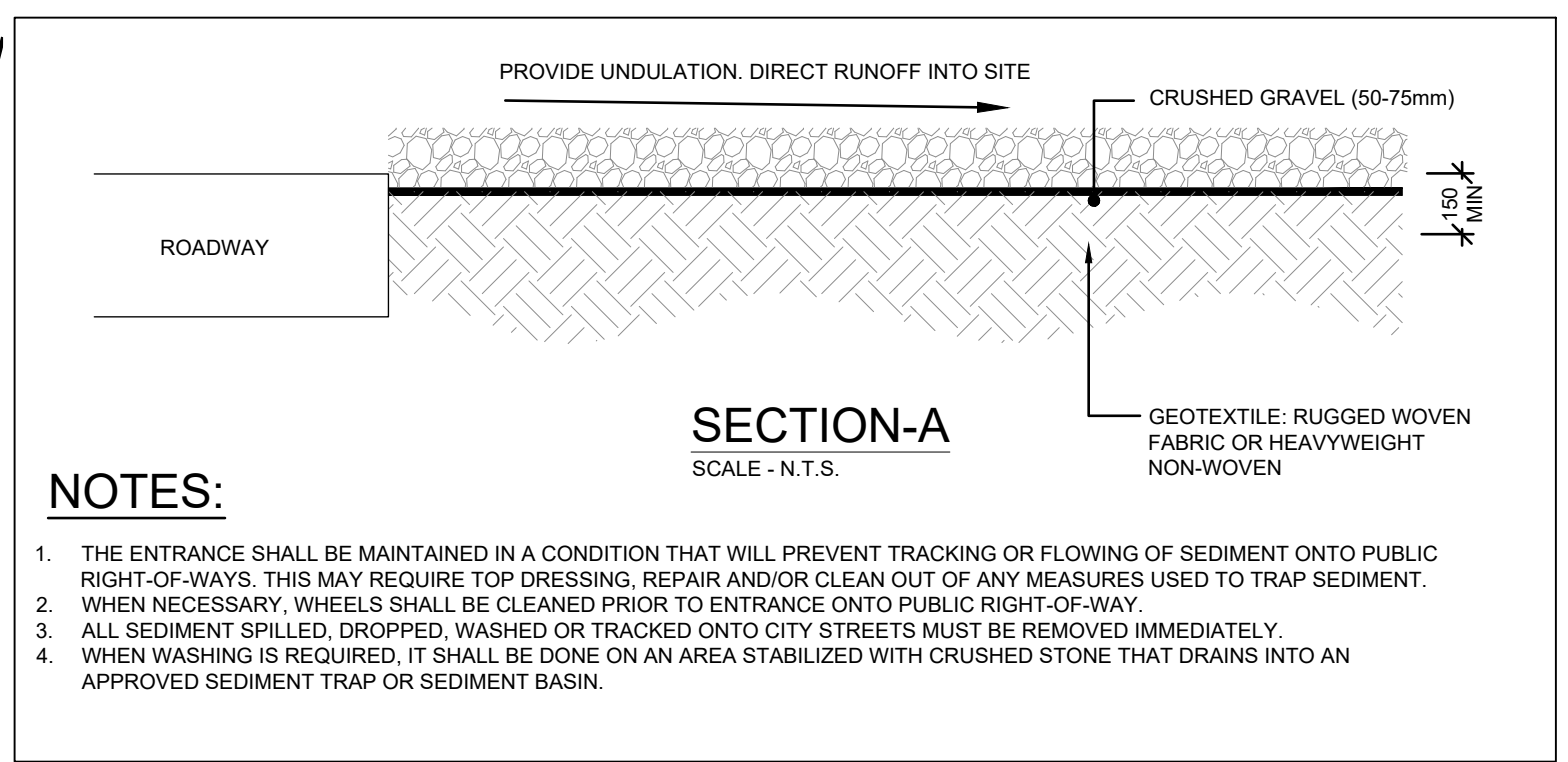 PROVIDE UNDULATION. DIRECT RUNOFF INTO SITE
CRUSHED GRAVEL (50-75mm)
150
MIN
ROADWAY
GEOTEXTILE: RUGGED WOVEN
FABRIC OR HEAVYWEIGHT
NON-WOVEN
SECTION-A
SCALE - N.T.S.
NOTES:
1. THE ENTRANCE SHALL BE MAINTAINED IN A CONDITION THAT WILL PREVENT TRACKING OR FLOWING OF SEDIMENT ONTO PUBLIC
RIGHT-OF-WAYS. THIS MAY REQUIRE TOP DRESSING, REPAIR AND/OR CLEAN OUT OF ANY MEASURES USED TO TRAP SEDIMENT.
2. WHEN NECESSARY, WHEELS SHALL BE CLEANED PRIOR TO ENTRANCE ONTO PUBLIC RIGHT-OF-WAY.
3. ALL SEDIMENT SPILLED, DROPPED, WASHED OR TRACKED ONTO CITY STREETS MUST BE REMOVED IMMEDIATELY.
4. WHEN WASHING IS REQUIRED, IT SHALL BE DONE ON AN AREA STABILIZED WITH CRUSHED STONE THAT DRAINS INTO AN
APPROVED SEDIMENT TRAP OR SEDIMENT BASIN.